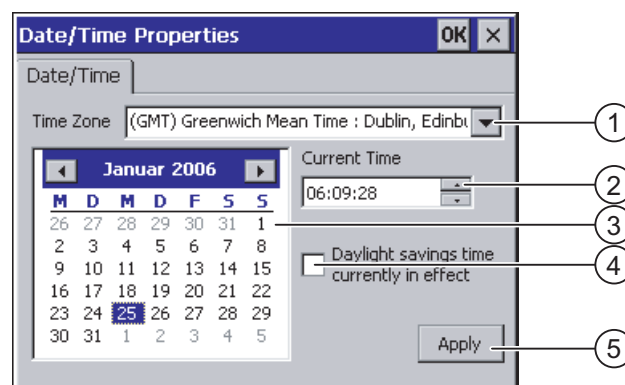 Date/Time Properties OK ×
Date/Time
Time Zone (GMT) Greenwich Mean Time : Dublin, Edinbu 1
Januar 2006
Current Time
06:09:28 2
M D M D F S S
26 27 28 29 30 31 1 3
2 3 4 5 6 7 8
Daylight savings time
currently in effect 4
9 10 11 12 13 14 15
16 17 18 19 20 21 22
23 24 25 26 27 28 29
30 31 1 2 3 4 5
Apply 5